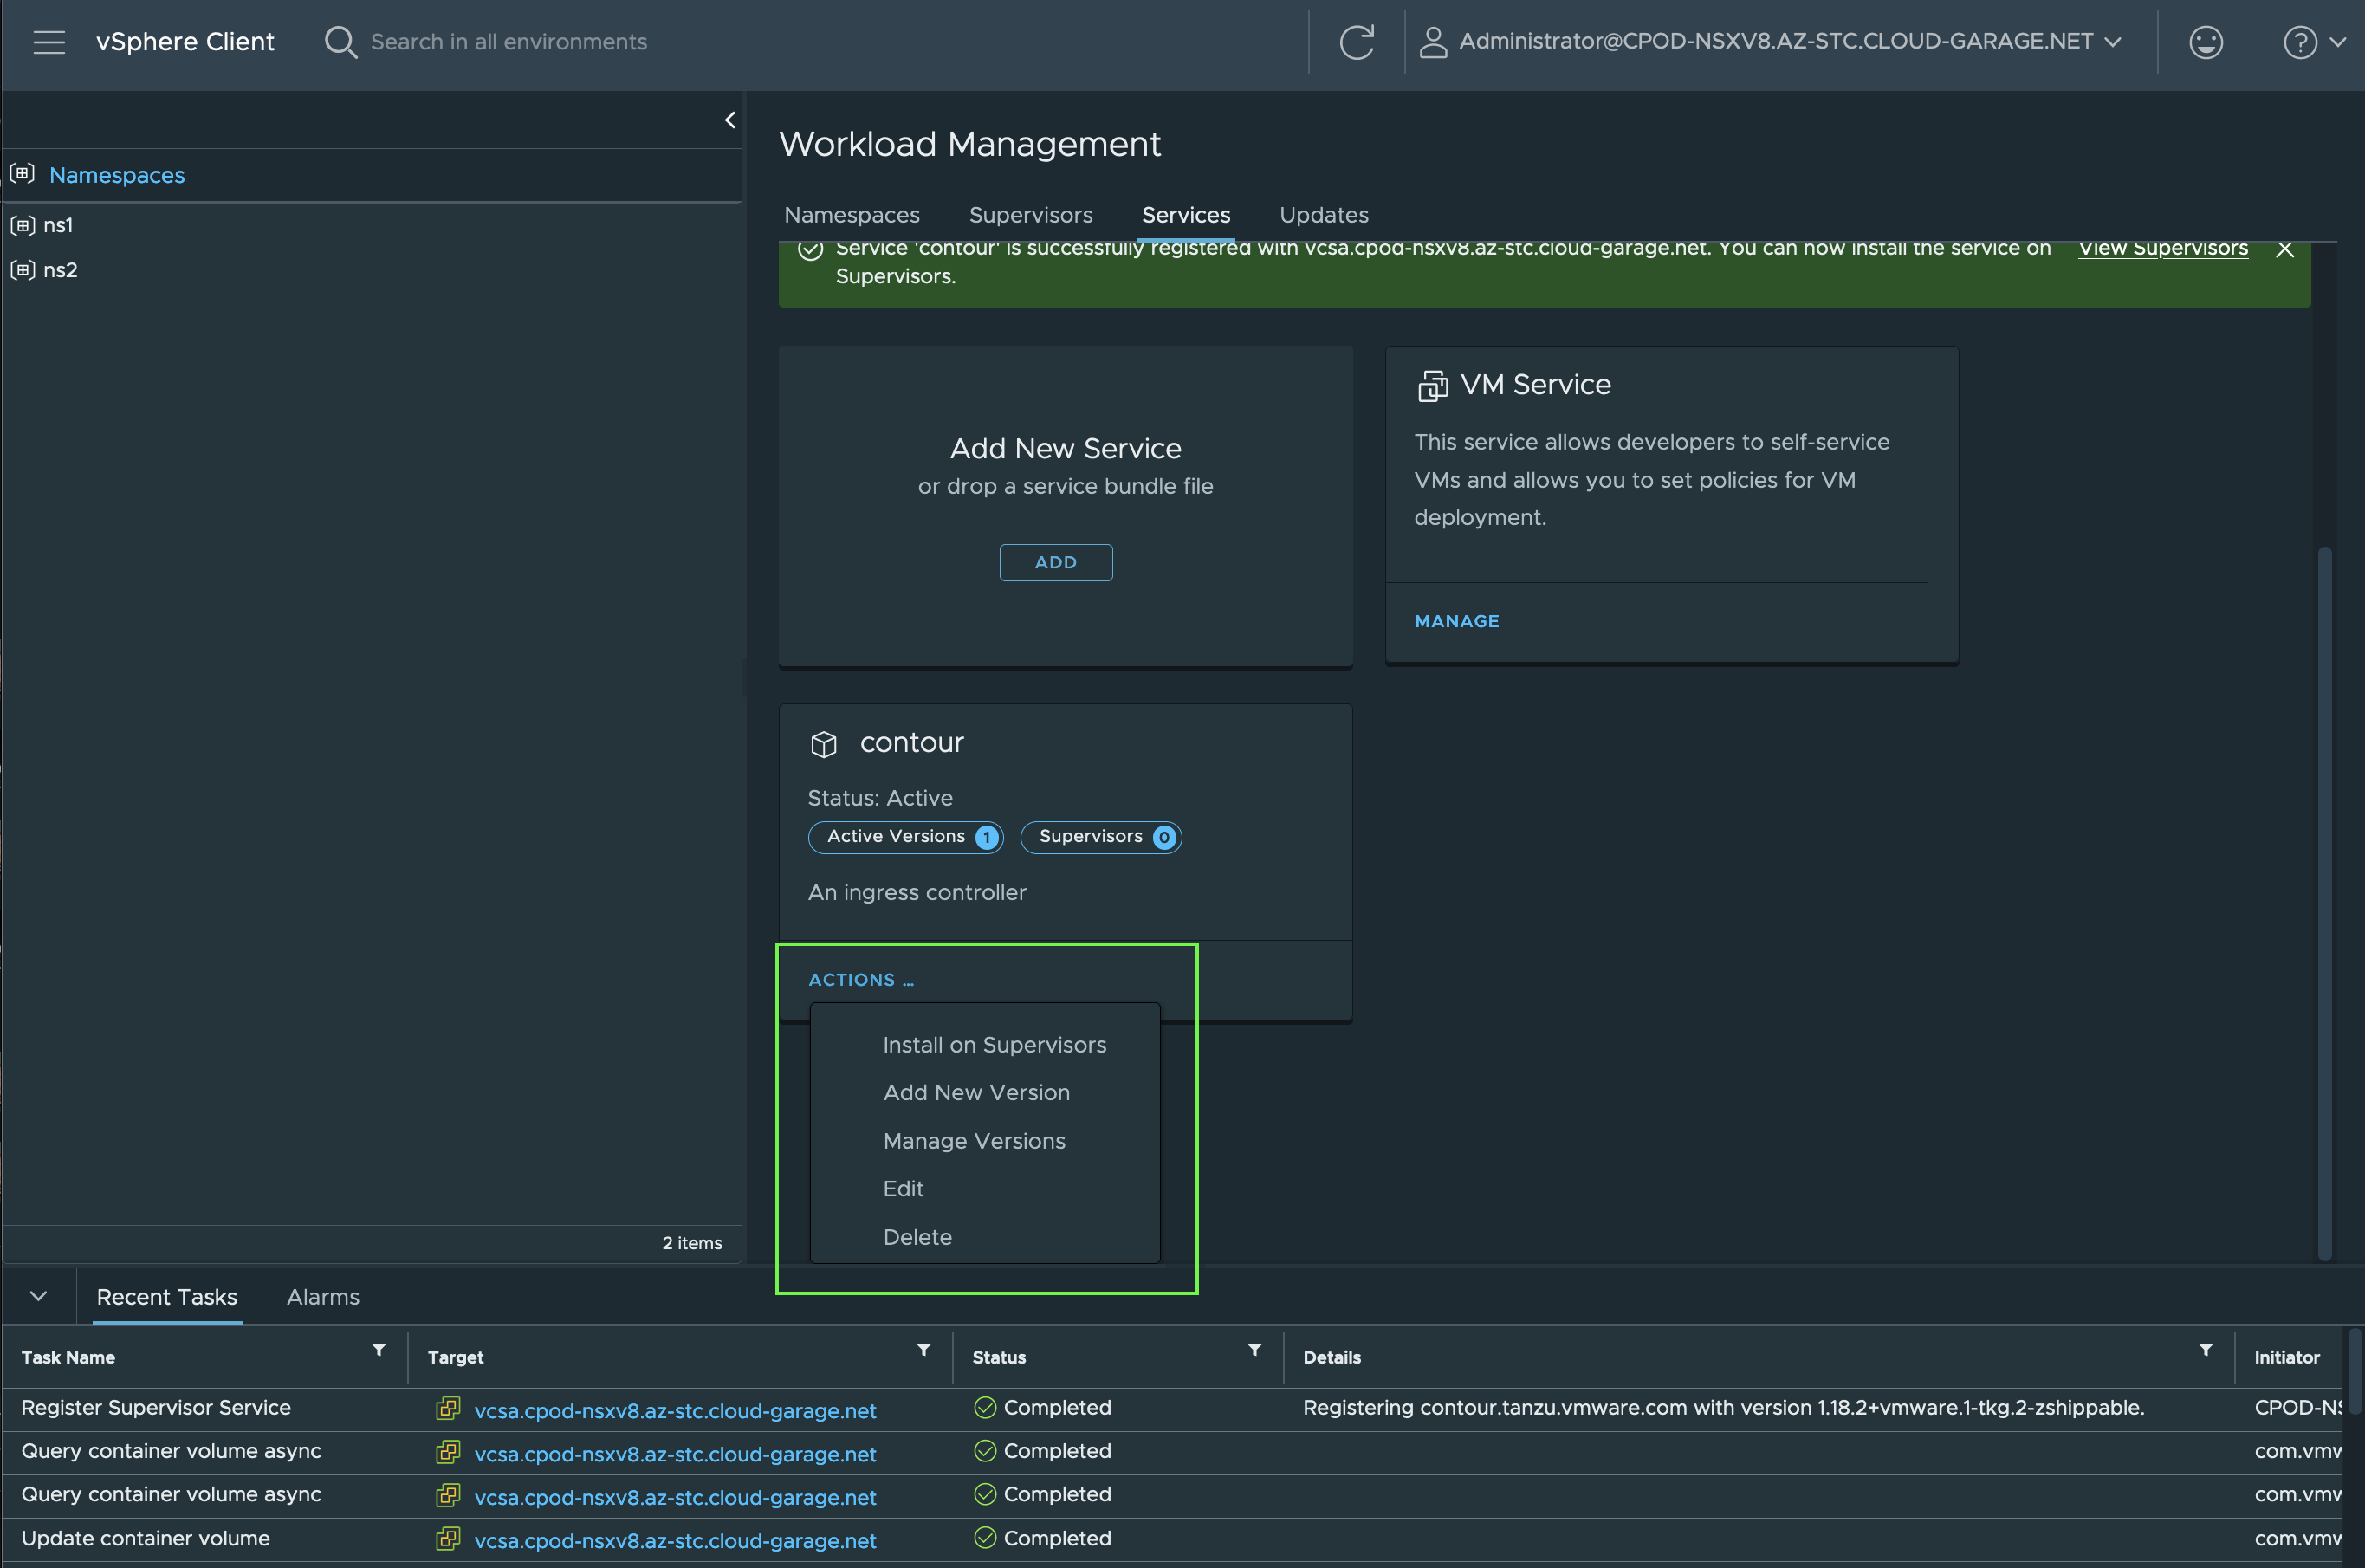 vSphere Client
Search in all environments
Administrator@CPOD-NSXV8.AZ-STC.CLOUD-GARAGE.NET
Namespaces
ns1
ns2
2 items
Workload Management
Namespaces Supervisors Services Updates
Service 'contour' is successfully registered with vcsa.cpod-nsxv8.az-stc.cloud-garage.net. You can now install the service on
Supervisors.
View Supervisors
Add New Service
or drop a service bundle file
ADD
VM Service
This service allows developers to self-service
VMs and allows you to set policies for VM
deployment.
MANAGE
contour
Status: Active
Active Versions 1 Supervisors 0
An ingress controller
ACTIONS ...
Install on Supervisors
Add New Version
Manage Versions
Edit
Delete
Recent Tasks Alarms
Task Name Target Status Details Initiator
Register Supervisor Service vcsa.cpod-nsxv8.az-stc.cloud-garage.net Completed Registering contour.tanzu.vmware.com with version 1.18.2+vmware.1-tkg.2-zshippable. CPOD-NS
Query container volume async vcsa.cpod-nsxv8.az-stc.cloud-garage.net Completed com.vmw
Query container volume async vcsa.cpod-nsxv8.az-stc.cloud-garage.net Completed com.vmw
Update container volume vcsa.cpod-nsxv8.az-stc.cloud-garage.net Completed com.vmw